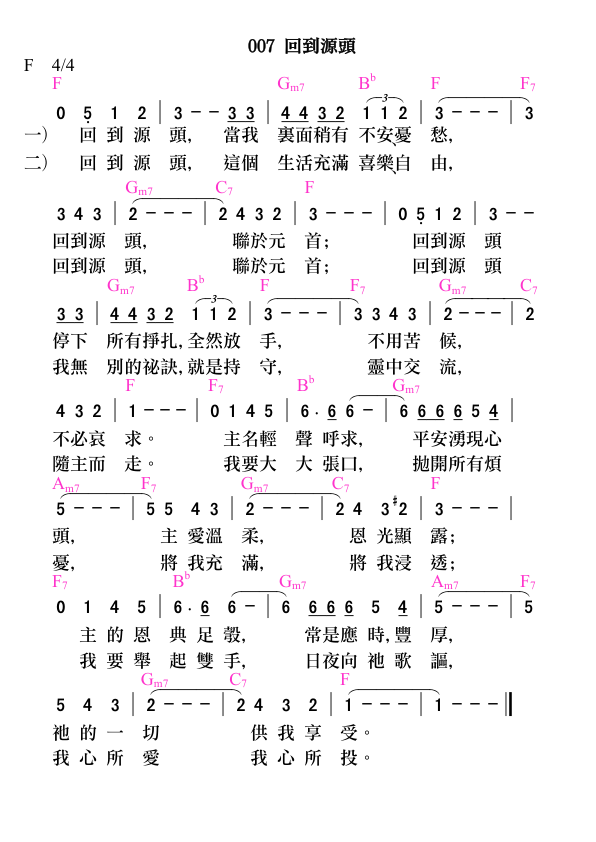 007 回到源頭
F 4/4
F Gm7 Bb F F7
0 5 1 2 | 3 - - 3 3 | 4 4 3 2 1 1 2 | 3 - - - | 3
一) 回 到 源 頭, 當我 裏面稍有 不安憂 愁,
二) 回 到 源 頭, 這個 生活充滿 喜樂、自 由,
Gm7 C7 F
3 4 3 | 2 - - - | 2 4 3 2 | 3 - - - | 0 5 1 2 | 3 - -
回到源 頭, 聯於元 首; 回到源 頭
回到源 頭, 聯於元 首; 回到源 頭
Gm7 Bb F F7 Gm7 C7
3 3 | 4 4 3 2 1 1 2 | 3 - - - | 3 3 4 3 | 2 - - - | 2
停下 所有掙扎, 全然放 手, 不用苦 候,
我無 別的祕訣, 就是持 守, 靈中交 流,
F F7 Bb Gm7
4 3 2 | 1 - - - | 0 1 4 5 | 6 . 6 6 - | 6 6 6 6 5 4 |
不必哀 求。 主名輕 聲 呼求, 平安湧現心
隨主而 走。 我要大 大 張口, 拋開所有煩
Am7 F7 Gm7 C7 F
5 - - - | 5 5 4 3 | 2 - - - | 2 4 3 #2 | 3 - - - |
頭, 主 愛溫 柔, 恩 光顯 露;
憂, 將 我充 滿, 將 我浸 透;
F7 Bb Gm7 Am7 F7
0 1 4 5 | 6 . 6 6 - | 6 6 6 6 5 4 | 5 - - - | 5
主 的 恩 典 足 彀, 常是應 時, 豐 厚,
我 要 舉 起 雙 手, 日夜向 祂 歌 謳,
Gm7 C7 F
5 4 3 | 2 - - - | 2 4 3 2 | 1 - - - | 1 - - - ||
祂 的 一 切 供 我 享 受。
我 心 所 愛 我 心 所 投。